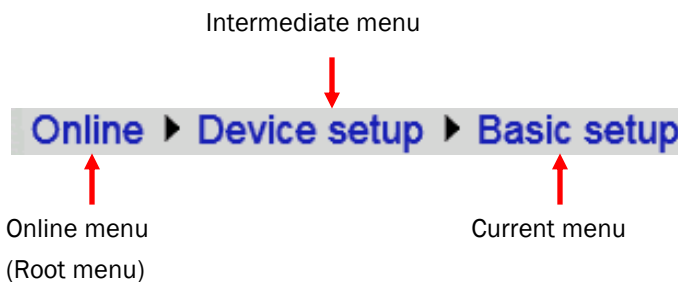 Intermediate menu
Online ▶ Device setup ▶ Basic setup
Online menu
(Root menu)
Current menu